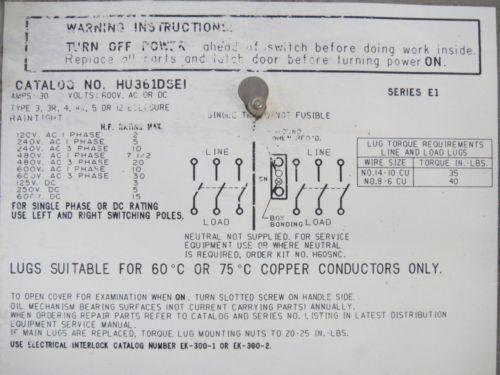 WARNING INSTRUCTIONS:
TURN OFF POWER ahead of switch before doing work inside.
Replace all parts and latch door before turning power ON.
CATALOG NO. HU361DSEI
SERIES E1
AMPS: 30 VOLTS: 600V. AC OR DC
TYPE 3, 3R, 4, 5 OR 12
RAINTIGHT
SINGLE NOT FUSIBLE
H.P. RATING MAX.
120V. AC 1 PHASE 2
240V. AC 1 PHASE 5
240V. AC 3 PHASE 10
480V. AC 1 PHASE 7 1/2
480V. AC 3 PHASE 20
600V. AC 1 PHASE 10
600V. AC 3 PHASE 30
125V. DC 3
250V. DC 5
600V. DC 15
FOR SINGLE PHASE OR DC RATING
USE LEFT AND RIGHT SWITCHING POLES.
LINE
LOAD
WHEN REQ'D.
SN
BOX
BONDING
LINE
LOAD
LUG TORQUE REQUIREMENTS
LINE AND LOAD LUGS
WIRE SIZE TORQUE IN.-LBS.
NO.14-10 CU 35
NO.8-6 CU 40
NEUTRAL NOT SUPPLIED. FOR SERVICE
EQUIPMENT USE OR WHERE NEUTRAL
IS REQUIRED, ORDER KIT NO. H60SNC.
LUGS SUITABLE FOR 60°C OR 75°C COPPER CONDUCTORS ONLY.
TO OPEN COVER FOR EXAMINATION WHEN ON, TURN SLOTTED SCREW ON HANDLE SIDE.
OIL MECHANISM BEARING SURFACES (NOT CURRENT CARRYING PARTS) ANNUALLY.
WHEN ORDERING REPAIR PARTS REFER TO CATALOG AND SERIES NO. LISTING IN LATEST DISTRIBUTION
EQUIPMENT SERVICE MANUAL.
IF MAIN LUGS ARE REPLACED, TORQUE LUG MOUNTING NUTS TO 20-25 IN.-LBS.
USE ELECTRICAL INTERLOCK CATALOG NUMBER EK-300-1 OR EK-300-2.